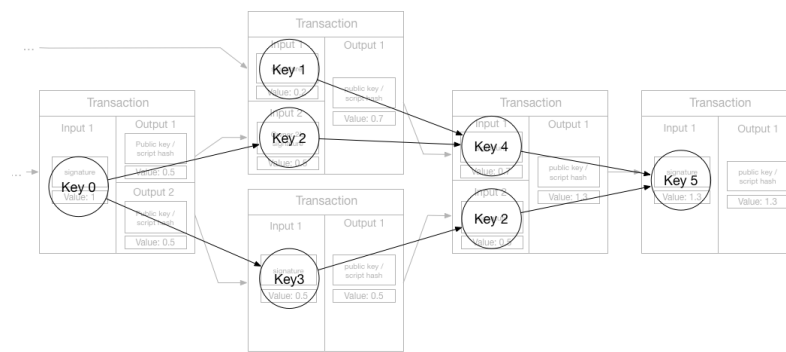 ...
...
Transaction
Input 1
signature
Value: 1
Key 0
Output 1
Public key /
script hash
Value: 0.5
Output 2
Public key /
script hash
Value: 0.5
Transaction
Input 1
Key 1
Value: 0.2
Input 2
Key 2
signature
Output 1
public key /
script hash
Value: 0.7
Transaction
Input 1
signature
Key3
Value: 0.5
Output 1
public key /
script hash
Value: 0.5
Transaction
Input 1
Key 4
Input 2
Key 2
Output 1
public key /
script hash
Value: 1.3
Transaction
Input 1
signature
Key 5
Value: 1.3
Output 1
public key /
script hash
Value: 1.3